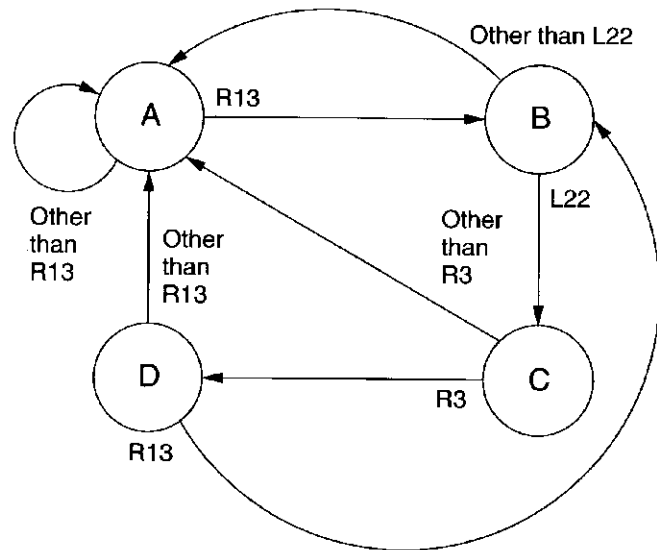 Other than L22
R13
A
B
L22
Other
than
R13
Other
than
R13
Other
than
R3
D
C
R3
R13